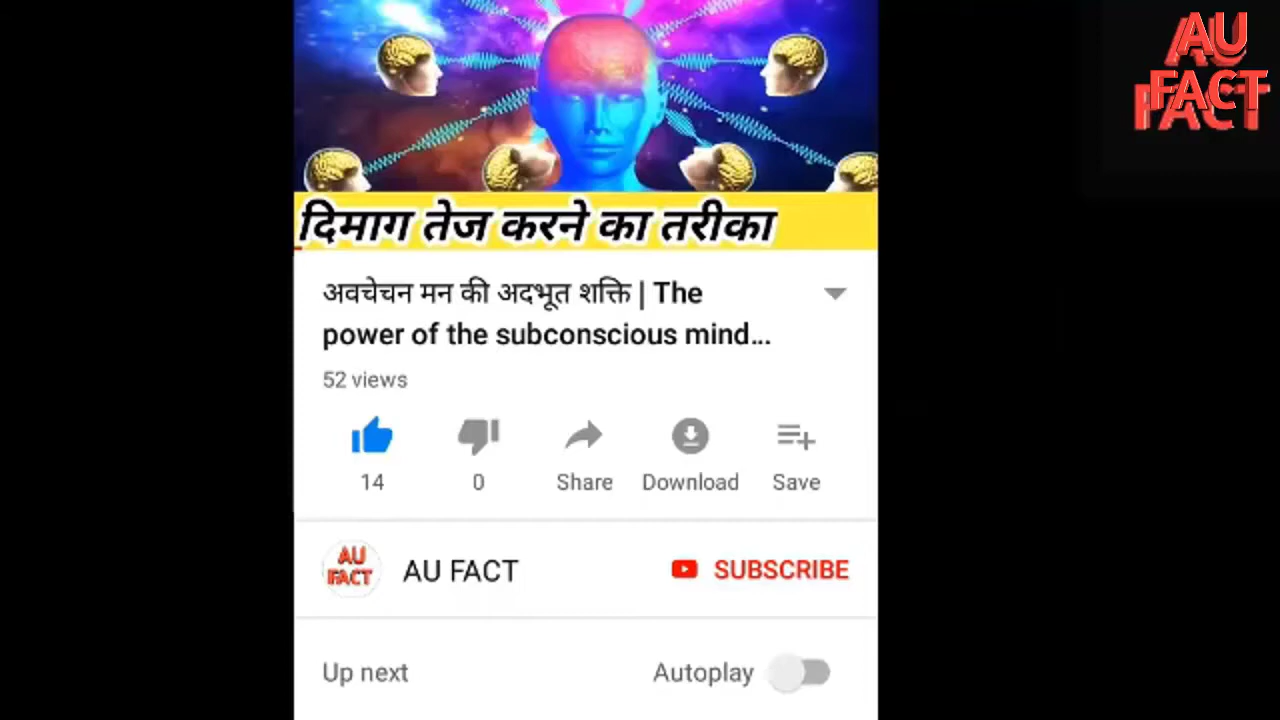 AU
FACT
दिमाग तेज करने का तरीका
अवचेचन मन की अदभूत शक्ति | The
power of the subconscious mind...
52 views
14
0
Share
Download
Save
AU
FACT
AU FACT
SUBSCRIBE
Up next
Autoplay